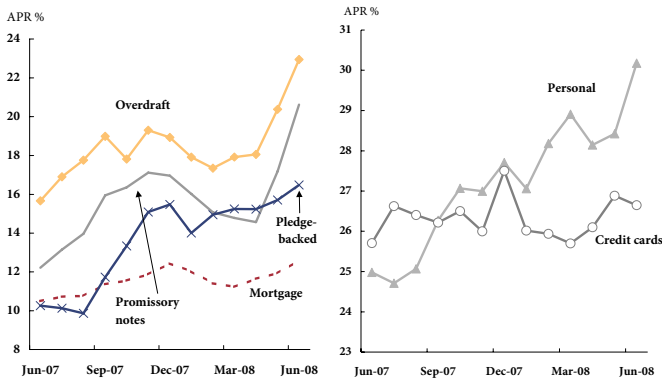 APR %
24
22
20
18
16
14
12
10
8
Overdraft
Pledge-
backed
Promissory
notes
Mortgage
Jun-07 Sep-07 Dec-07 Mar-08 Jun-08
APR %
31
30
29
28
27
26
25
24
23
Personal
Credit cards
Jun-07 Sep-07 Dec-07 Mar-08 Jun-08